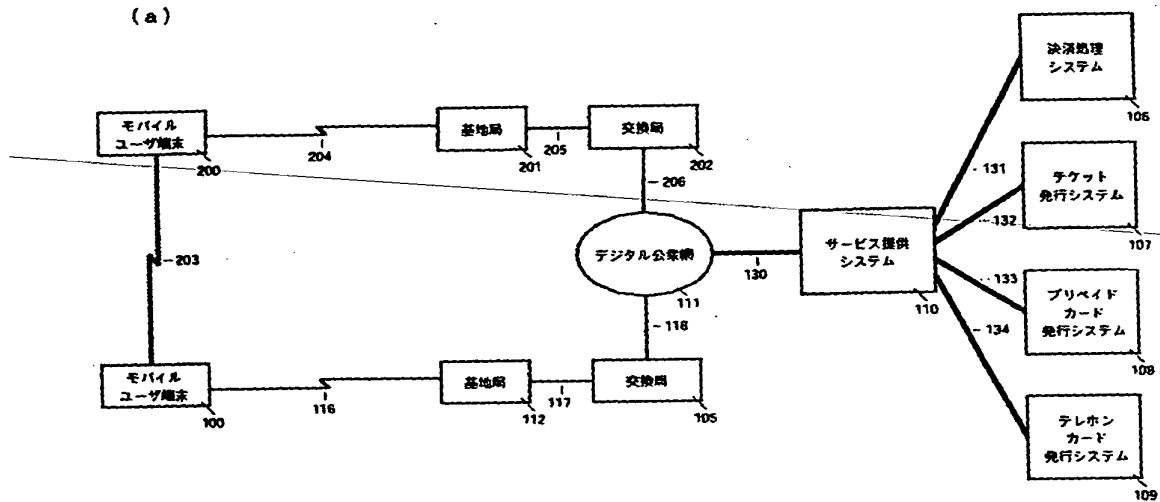 (a)
決済処理
システム
106
モバイル
ユーザ端末
200
204
基地局
201
205
交換局
202
206
131
チケット
発行システム
107
132
203
デジタル公衆網
111
130
サービス提供
システム
110
133
プリペイド
カード
発行システム
108
118
134
モバイル
ユーザ端末
100
116
基地局
112
117
交換局
105
テレホン
カード
発行システム
109